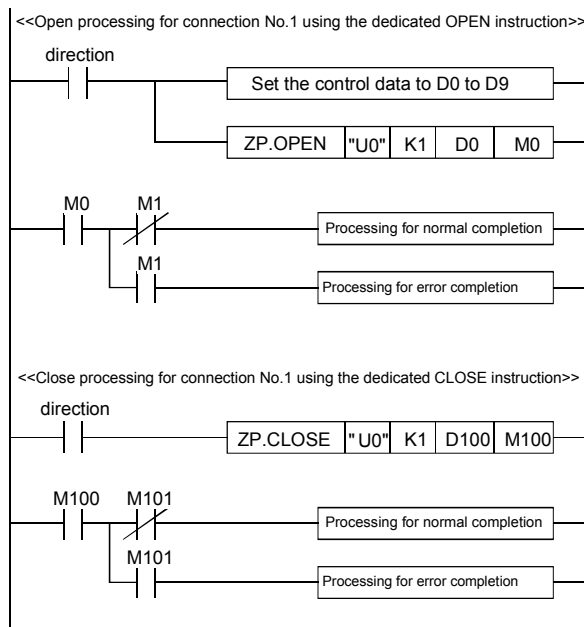 <<Open processing for connection No.1 using the dedicated OPEN instruction>>
direction
Set the control data to D0 to D9
ZP.OPEN "U0" K1 D0 M0
M0 M1
Processing for normal completion
M1
Processing for error completion
<<Close processing for connection No.1 using the dedicated CLOSE instruction>>
direction
ZP.CLOSE "U0" K1 D100 M100
M100 M101
Processing for normal completion
M101
Processing for error completion